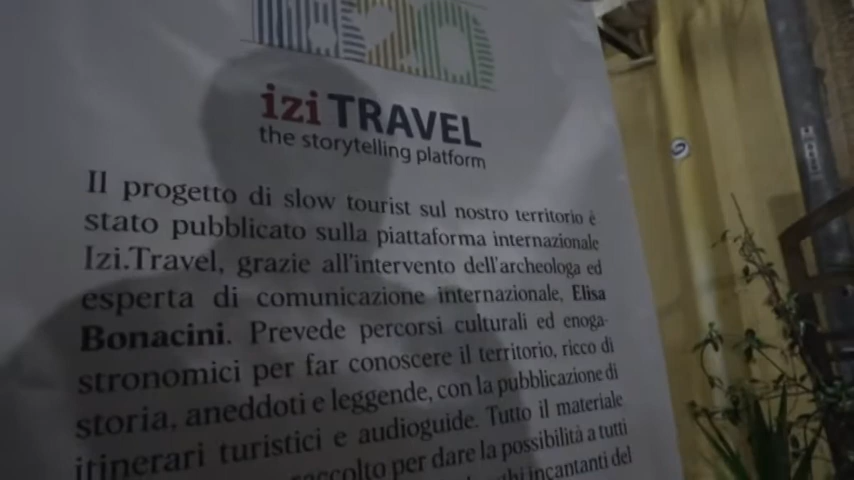 izi TRAVEL
the storytelling platform
Il progetto di slow tourist sul nostro territorio è
stato pubblicato sulla piattaforma internazionale
Izi.Travel, grazie all'intervento dell'archeologa ed
esperta di comunicazione internazionale, Elisa
Bonacini. Prevede percorsi culturali ed enoga-
stronomici per far conoscere il territorio, ricco di
storia, aneddoti e leggende, con la pubblicazione di
itinerari turistici e audioguide. Tutto il materiale
raccolto per dare la possibilità a tutti
incantanti del